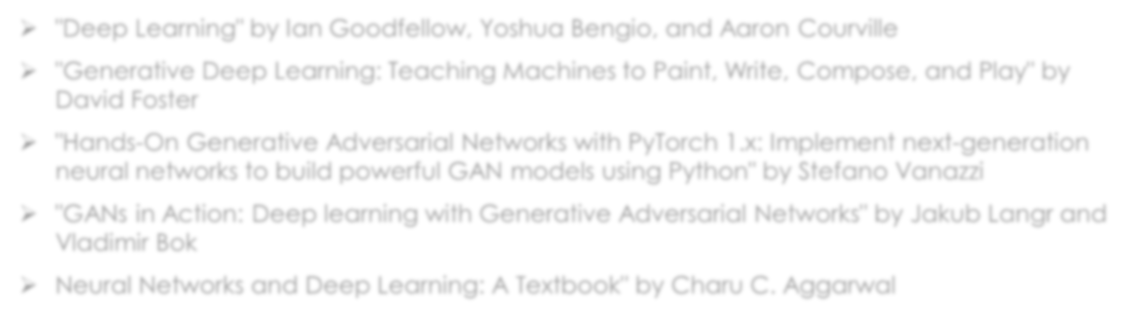 ➢ "Deep Learning" by Ian Goodfellow, Yoshua Bengio, and Aaron Courville
➢ "Generative Deep Learning: Teaching Machines to Paint, Write, Compose, and Play" by
David Foster
➢ "Hands-On Generative Adversarial Networks with PyTorch 1.x: Implement next-generation
neural networks to build powerful GAN models using Python" by Stefano Vanazzi
➢ "GANs in Action: Deep learning with Generative Adversarial Networks" by Jakub Langr and
Vladimir Bok
➢ Neural Networks and Deep Learning: A Textbook" by Charu C. Aggarwal